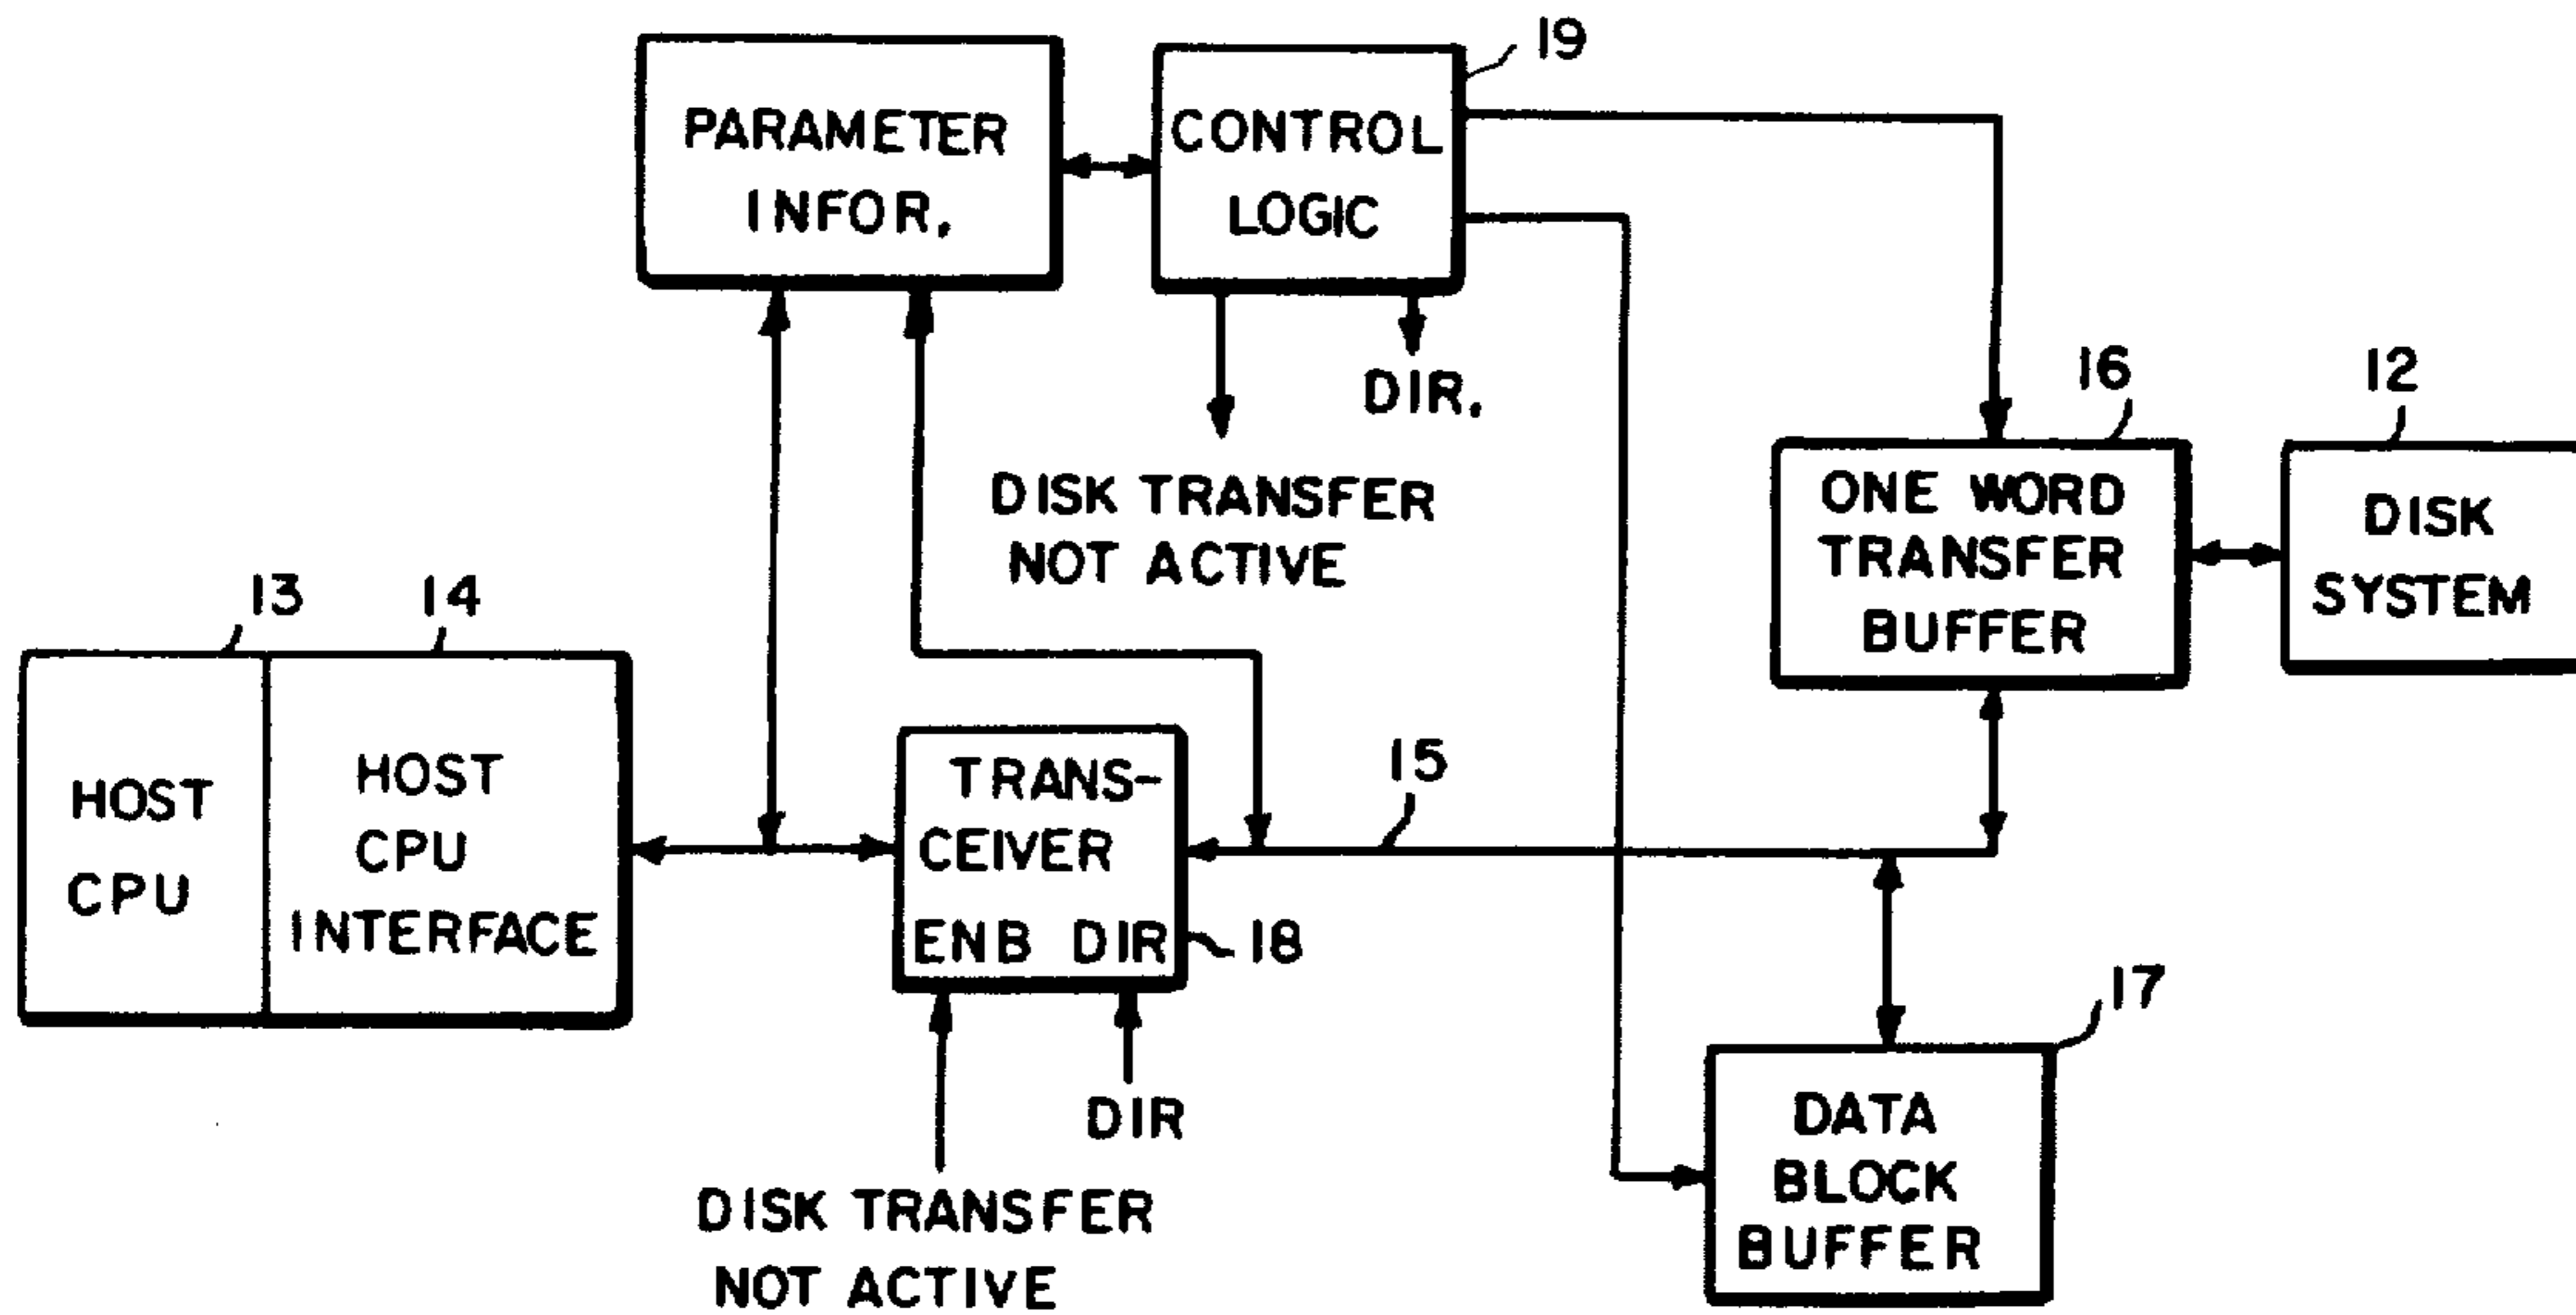 19
PARAMETER
INFOR.
CONTROL
LOGIC
DIR.
DISK TRANSFER
NOT ACTIVE
16
12
ONE WORD
TRANSFER
BUFFER
DISK
SYSTEM
13
14
HOST
CPU
HOST
CPU
INTERFACE
TRANS-
CEIVER
ENB DIR
18
15
DIR
DISK TRANSFER
NOT ACTIVE
17
DATA
BLOCK
BUFFER